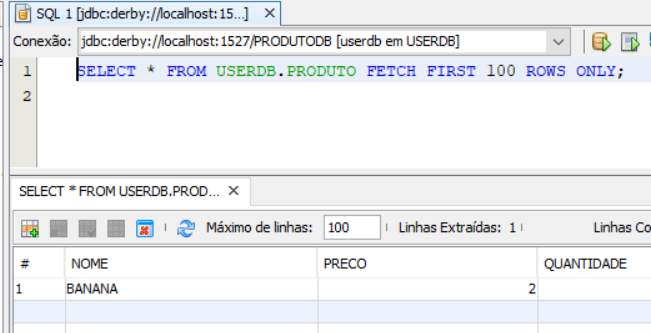 SQL 1 [jdbc:derby://localhost:15...]
Conexão: jdbc:derby://localhost:1527/PRODUTODB [userdb em USERDB]
1 SELECT * FROM USERDB.PRODUTO FETCH FIRST 100 ROWS ONLY;
2
SELECT * FROM USERDB.PROD...
Máximo de linhas: 100 Linhas Extraídas: 1 Linhas Co
# NOME PRECO QUANTIDADE
1 BANANA 2